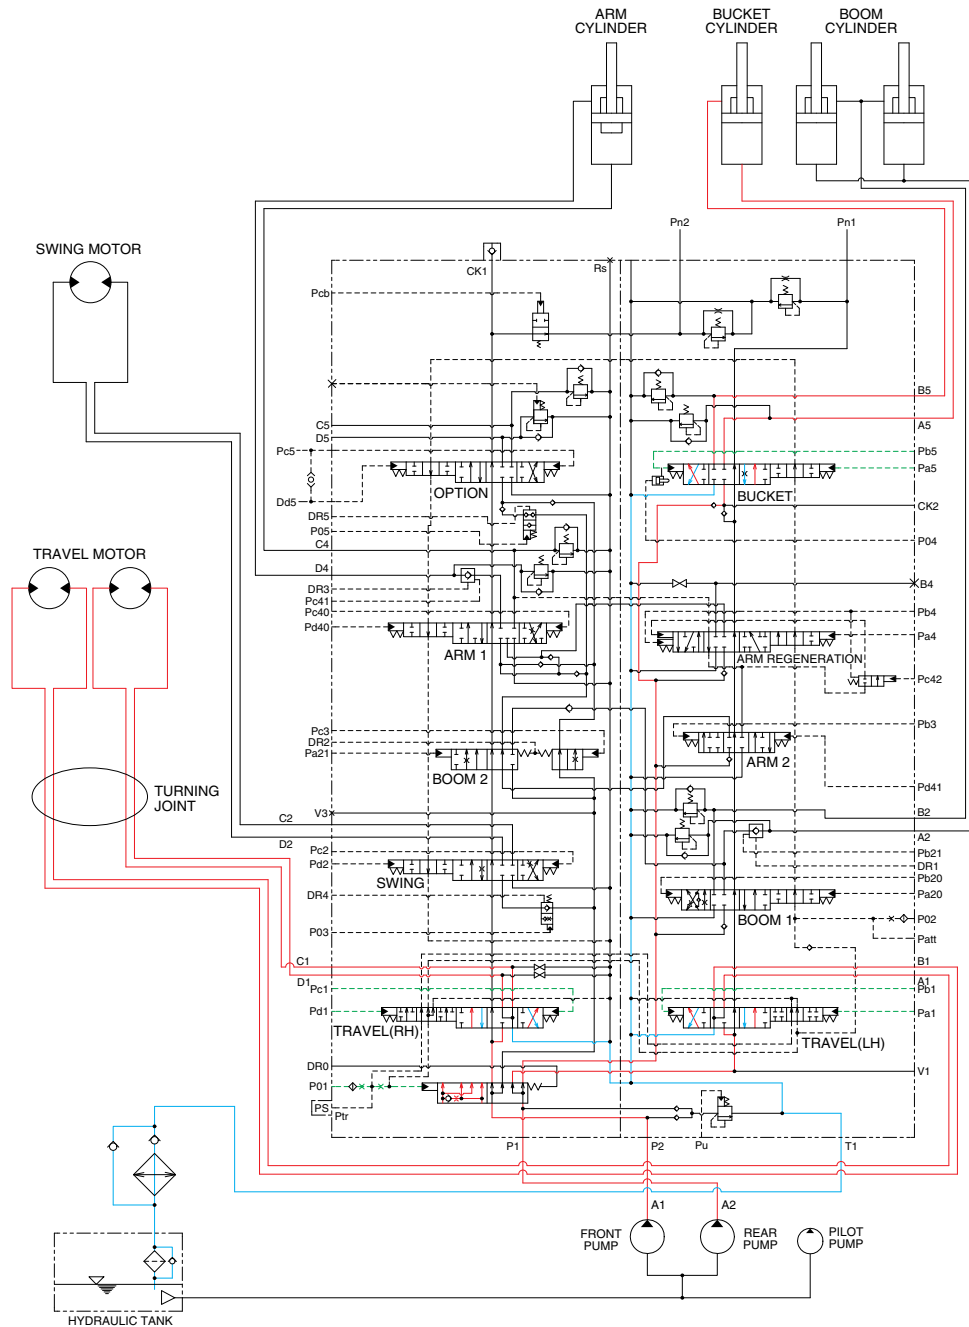 ARM
CYLINDER
BUCKET
CYLINDER
BOOM
CYLINDER
SWING MOTOR
Pn2
Pn1
CK1
Rs
Pcb
C5
D5
Pc5
OPTION
Dd5
DR5
P05
C4
D4
DR3
Pc41
Pc40
Pd40
ARM 1
B5
A5
Pb5
Pa5
BUCKET
CK2
P04
B4
Pb4
Pa4
ARM REGENERATION
Pc42
TRAVEL MOTOR
TURNING
JOINT
Pc3
DR2
Pa21
BOOM 2
V3
C2
D2
Pc2
Pd2
SWING
DR4
P03
Pb3
ARM 2
Pd41
B2
A2
Pb21
DR1
Pb20
Pa20
BOOM 1
P02
Patt
C1
D1
Pc1
Pd1
TRAVEL(RH)
B1
A1
Pb1
Pa1
TRAVEL(LH)
DR0
P01
PS
Ptr
V1
P1
P2
Pu
T1
A1
A2
FRONT
PUMP
REAR
PUMP
PILOT
PUMP
HYDRAULIC TANK